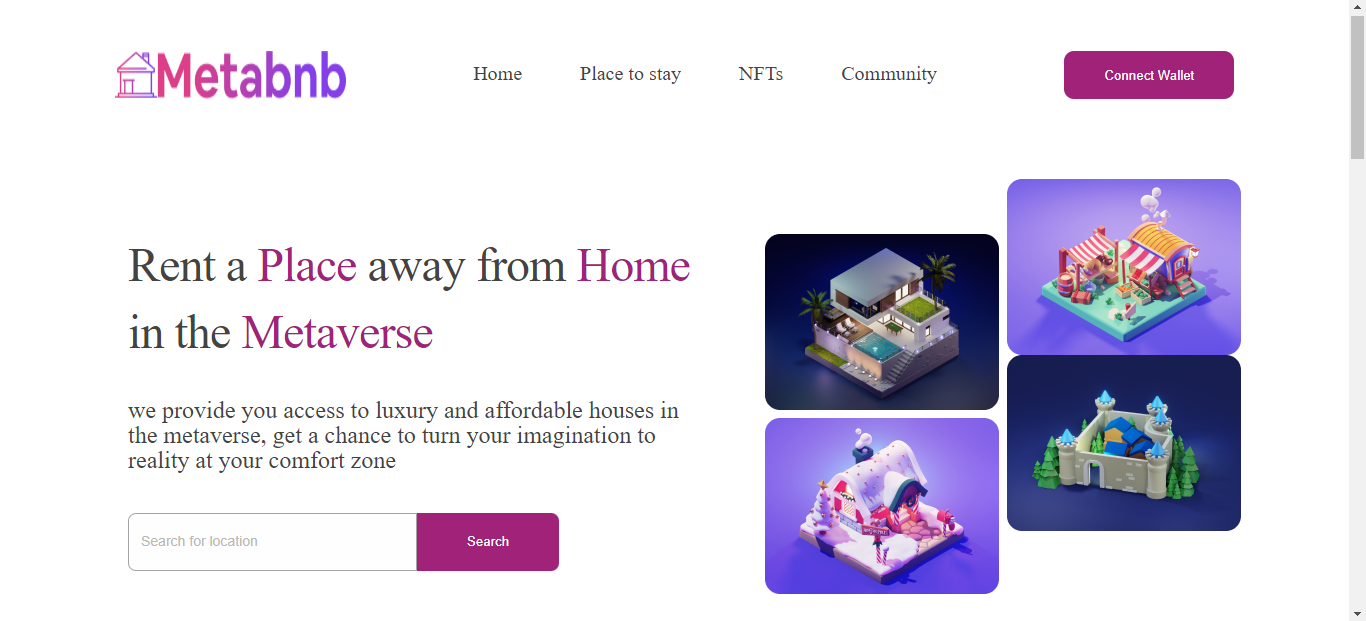 Metabnb
Home
Place to stay
NFTs
Community
Connect Wallet
Rent a Place away from Home
in the Metaverse
we provide you access to luxury and affordable houses in
the metaverse, get a chance to turn your imagination to
reality at your comfort zone
Search for location
Search